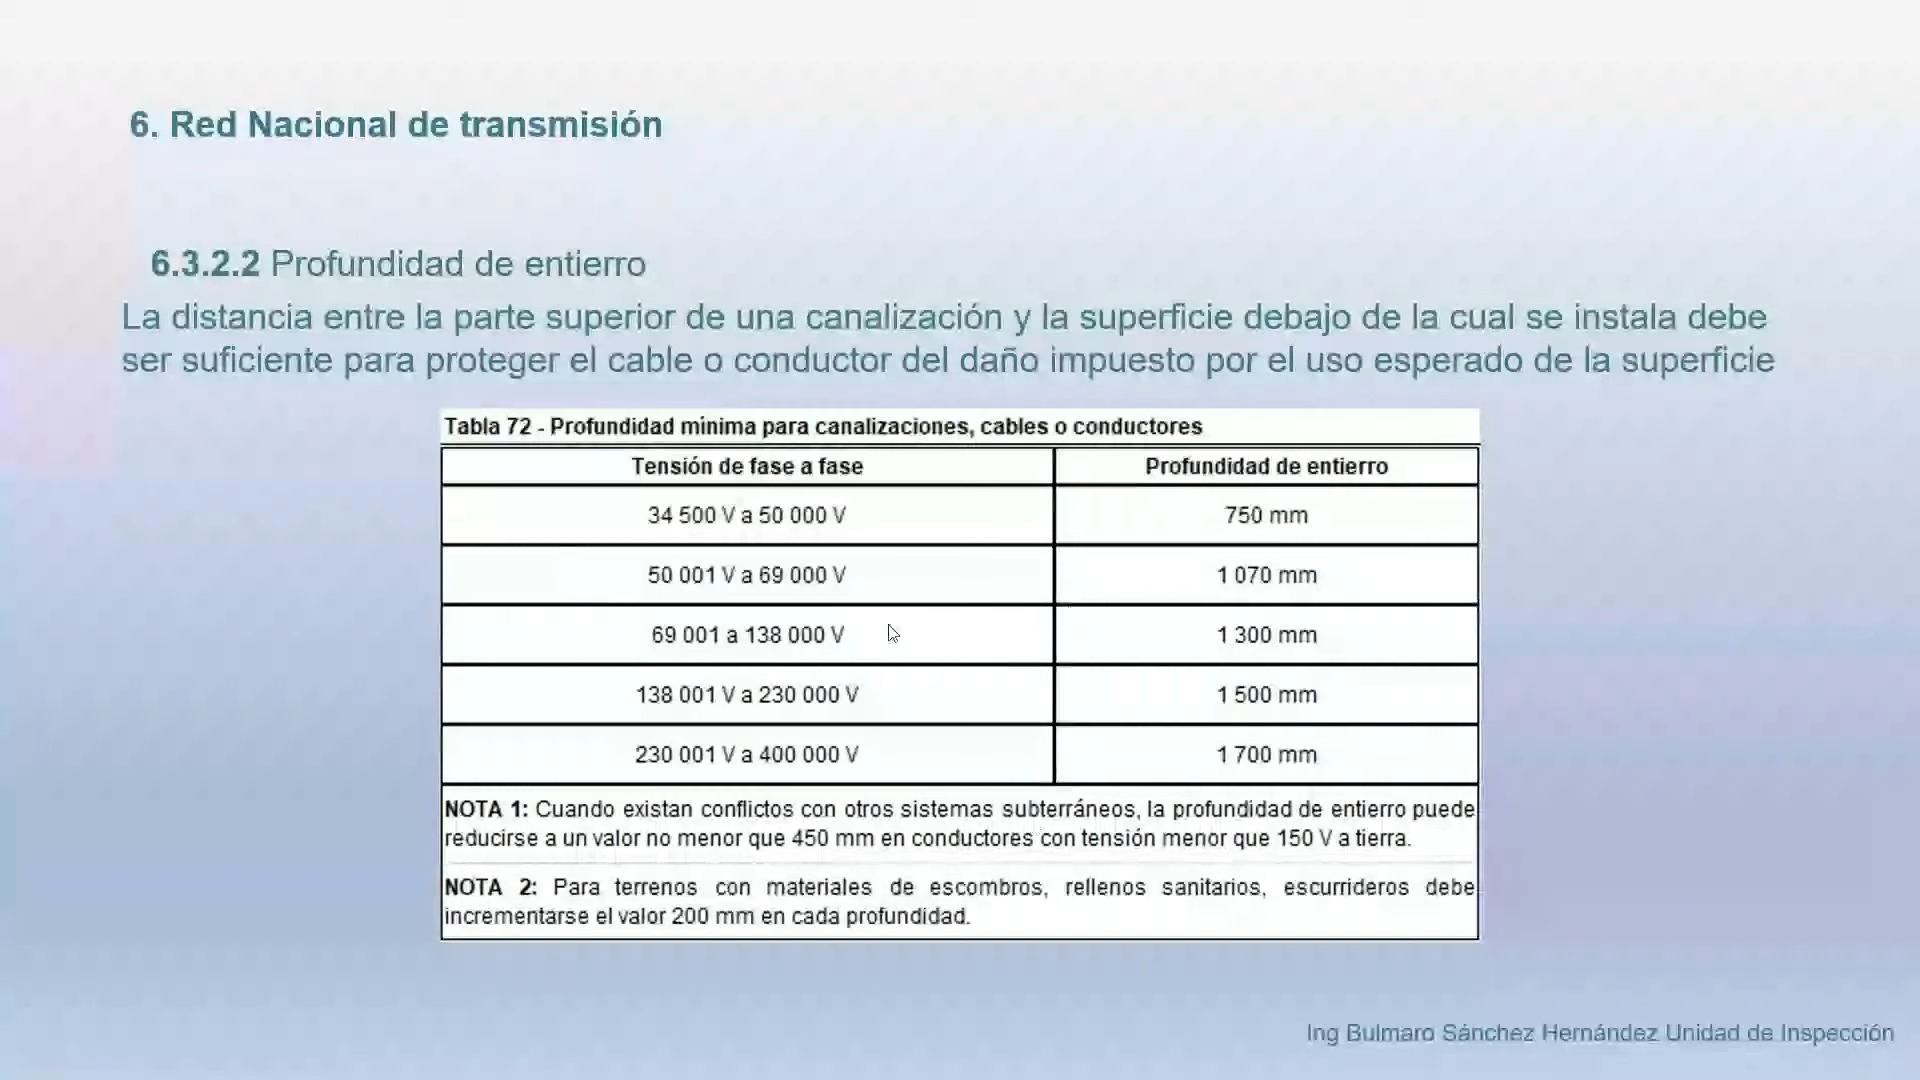 6. Red Nacional de transmisión
6.3.2.2 Profundidad de entierro
La distancia entre la parte superior de una canalización y la superficie debajo de la cual se instala debe
ser suficiente para proteger el cable o conductor del daño impuesto por el uso esperado de la superficie
Tabla 72 - Profundidad mínima para canalizaciones, cables o conductores
Tensión de fase a fase Profundidad de entierro
34 500 V a 50 000 V 750 mm
50 001 V a 69 000 V 1 070 mm
69 001 a 138 000 V 1 300 mm
138 001 V a 230 000 V 1 500 mm
230 001 V a 400 000 V 1 700 mm
NOTA 1: Cuando existan conflictos con otros sistemas subterráneos, la profundidad de entierro puede
reducirse a un valor no menor que 450 mm en conductores con tensión menor que 150 V a tierra.
NOTA 2: Para terrenos con materiales de escombros, rellenos sanitarios, escurrideros debe
incrementarse el valor 200 mm en cada profundidad.
Ing Bulmaro Sánchez Hernández Unidad de Inspección